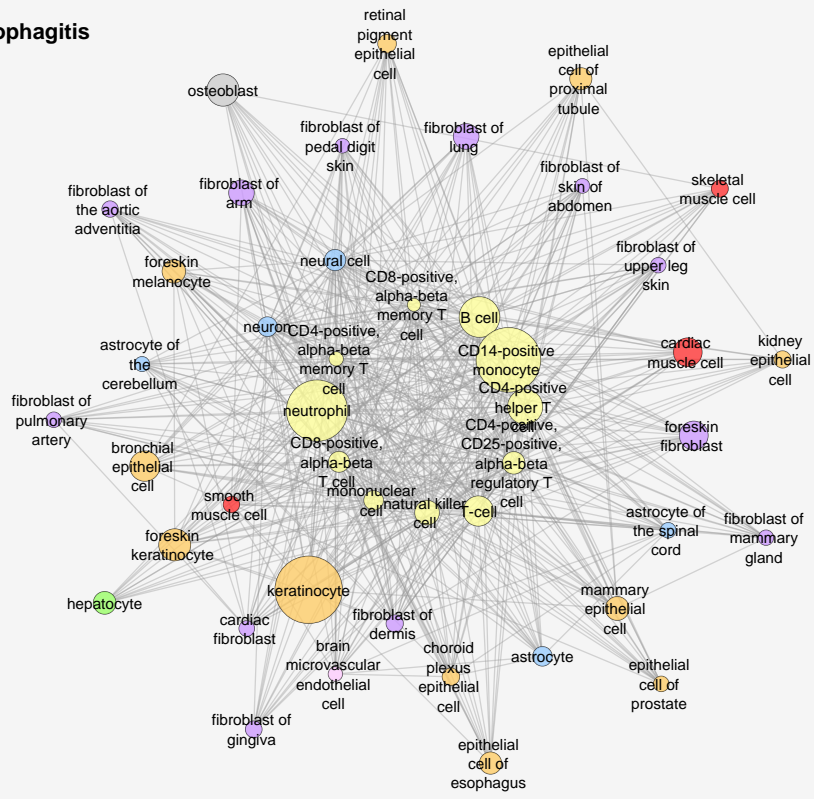 ophagitis
retinal
pigment
epithelial
cell
epithelial
cell of
proximal
tubule
osteoblast
fibroblast of
pedal digit
skin
fibroblast of
lung
fibroblast of
skin of
abdomen
skeletal
muscle cell
fibroblast of
the aortic
adventitia
fibroblast of
arm
foreskin
melanocyte
neural cell
fibroblast of
upper leg
skin
CD8-positive,
alpha-beta
memory T
cell
B cell
neuron
CD4-positive,
alpha-beta
memory T
cell
CD14-positive
monocyte
cardiac
muscle cell
kidney
epithelial
cell
astrocyte of
the
cerebellum
CD4-positive
helper T
cell
neutrophil
fibroblast of
pulmonary
artery
CD4-positive,
CD25-positive,
alpha-beta
regulatory T
cell
foreskin
fibroblast
bronchial
epithelial
cell
CD8-positive,
alpha-beta
T cell
smooth
muscle cell
mononuclear
cell
natural killer
cell
T-cell
astrocyte of
the spinal
cord
fibroblast of
mammary
gland
foreskin
keratinocyte
hepatocyte
keratinocyte
mammary
epithelial
cell
cardiac
fibroblast
fibroblast of
dermis
brain
microvascular
endothelial
cell
choroid
plexus
epithelial
cell
astrocyte
epithelial
cell of
prostate
fibroblast of
gingiva
epithelial
cell of
esophagus